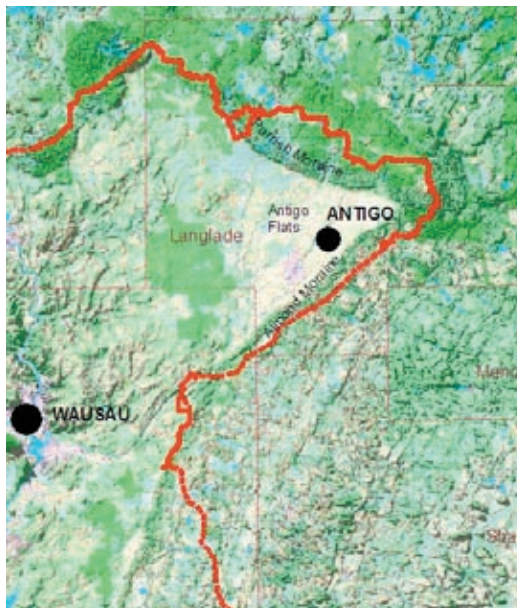 Parrish Moraine
Antigo
Flats
ANTIGO
Langlade
Almond Moraine
WAUSAU